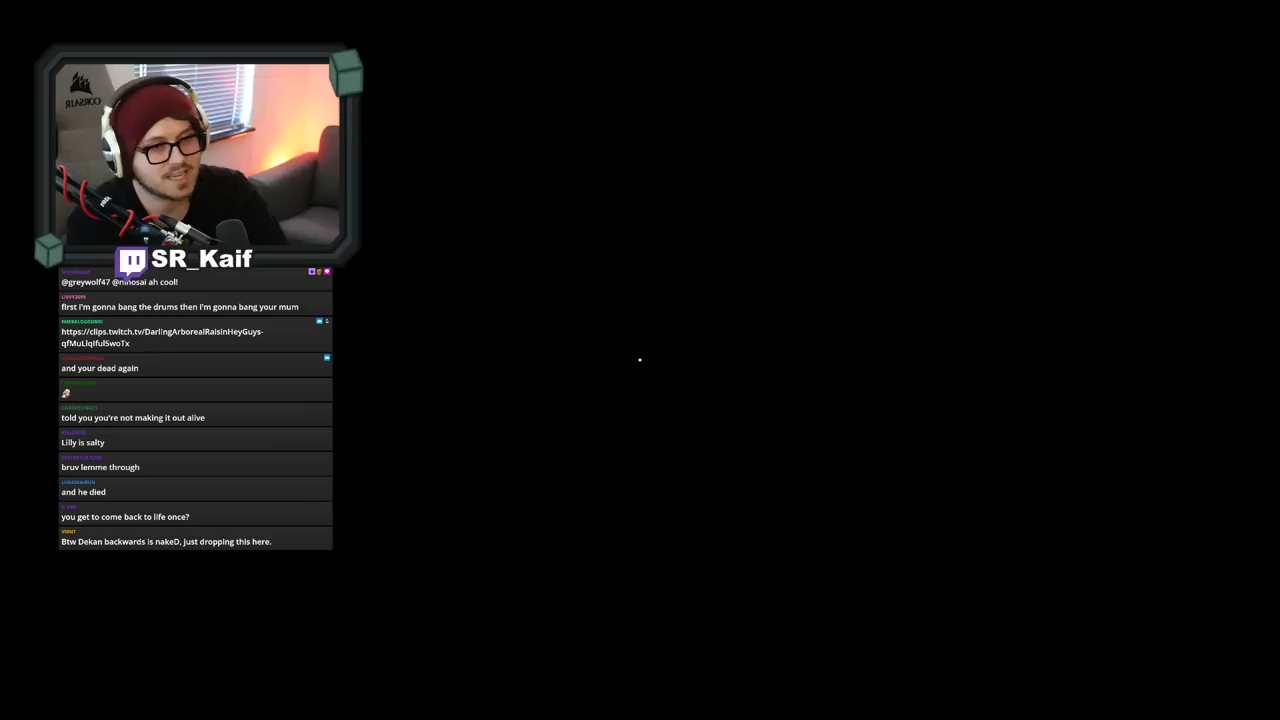 CORSAIR
SR_Kaif
@greywolf47 @ninosai ah cool!
first i'm gonna bang the drums then i'm gonna bang your mum
https://clips.twitch.tv/DarlingArborealRaisinHeyGuys-
qfMuLlqIful5woTx
and your dead again
told you you're not making it out alive
Lilly is salty
bruv lemme through
and he died
you get to come back to life once?
VIRNT
Btw Dekan backwards is nakeD, just dropping this here.